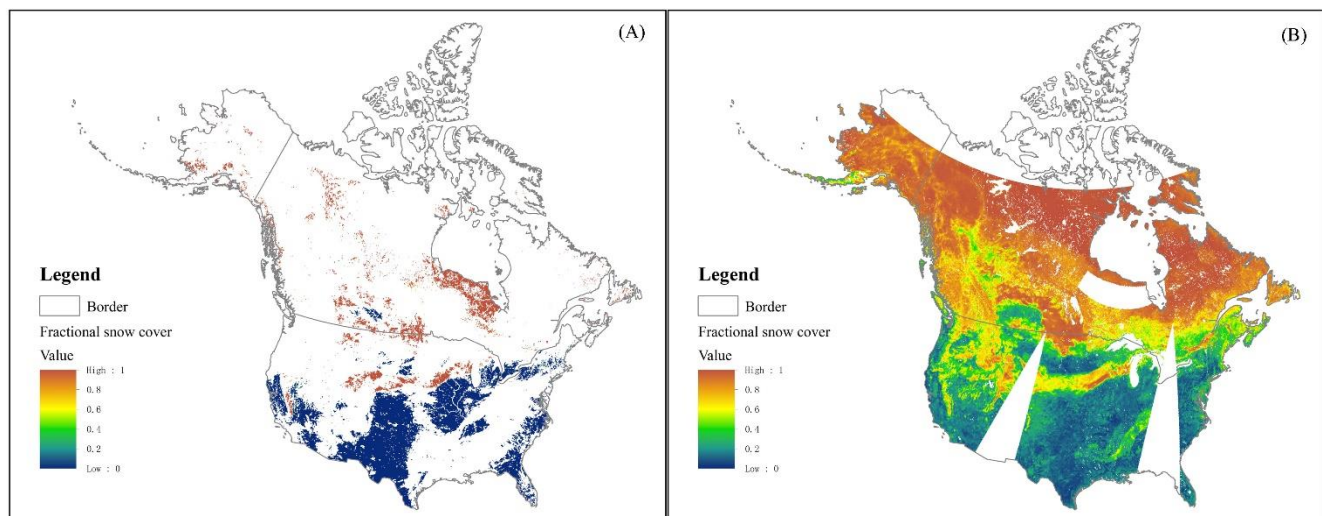 (A)
Legend
Border
Fractional snow cover
Value
High : 1
0.8
0.6
0.4
0.2
Low : 0
(B)
Legend
Border
Fractional snow cover
Value
High : 1
0.8
0.6
0.4
0.2
Low : 0